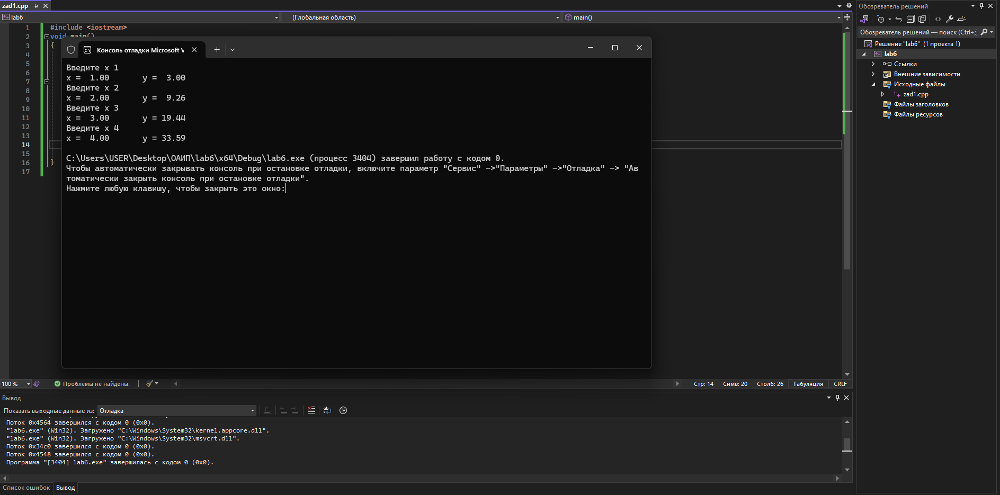 zad1.cpp
lab6
(Глобальная область)
main()
1 #include <iostream>
2 void main()
3 {
4
5
6
7
8
9
10
11
12
13
14
15
16 }
17
Консоль отладки Microsoft V
Введите x 1
x =  1.00       y =  3.00
Введите x 2
x =  2.00       y =  9.26
Введите x 3
x =  3.00       y = 19.44
Введите x 4
x =  4.00       y = 33.59
C:\Users\USER\Desktop\ОАИП\lab6\x64\Debug\lab6.exe (процесс 3404) завершил работу с кодом 0.
Чтобы автоматически закрывать консоль при остановке отладки, включите параметр "Сервис" ->"Параметры" ->"Отладка" -> "Ав
томатически закрыть консоль при остановке отладки".
Нажмите любую клавишу, чтобы закрыть это окно:
100 %
Проблемы не найдены.
Стр: 14
Симв: 20
Столб: 26
Табуляция
CRLF
Вывод
Показать выходные данные из:
Отладка
Поток 0x4564 завершился с кодом 0 (0x0).
"lab6.exe" (Win32). Загружено "C:\Windows\System32\kernel.appcore.dll".
"lab6.exe" (Win32). Загружено "C:\Windows\System32\msvcrt.dll".
Поток 0x34c0 завершился с кодом 0 (0x0).
Поток 0x4548 завершился с кодом 0 (0x0).
Программа "[3404] lab6.exe" завершилась с кодом 0 (0x0).
Список ошибок
Вывод
Обозреватель решений
Обозреватель решений — поиск (Ctrl+;
Решение "lab6" (1 проекта 1)
lab6
Ссылки
Внешние зависимости
Исходные файлы
zad1.cpp
Файлы заголовков
Файлы ресурсов